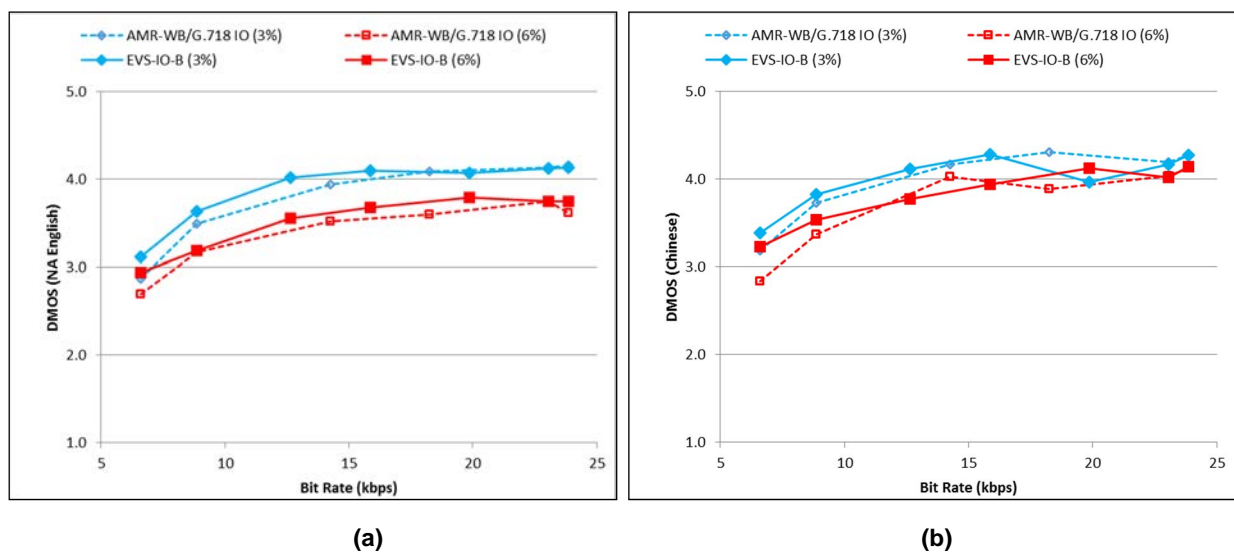 AMR-WB/G.718 IO (3%) AMR-WB/G.718 IO (6%)
EVS-IO-B (3%) EVS-IO-B (6%)
5.0
4.0
3.0
2.0
1.0
DMOS (NA English)
5 10 15 20 25
Bit Rate (kbps)
(a)
AMR-WB/G.718 IO (3%) AMR-WB/G.718 IO (6%)
EVS-IO-B (3%) EVS-IO-B (6%)
5.0
4.0
3.0
2.0
1.0
DMOS (Chinese)
5 10 15 20 25
Bit Rate (kbps)
(b)